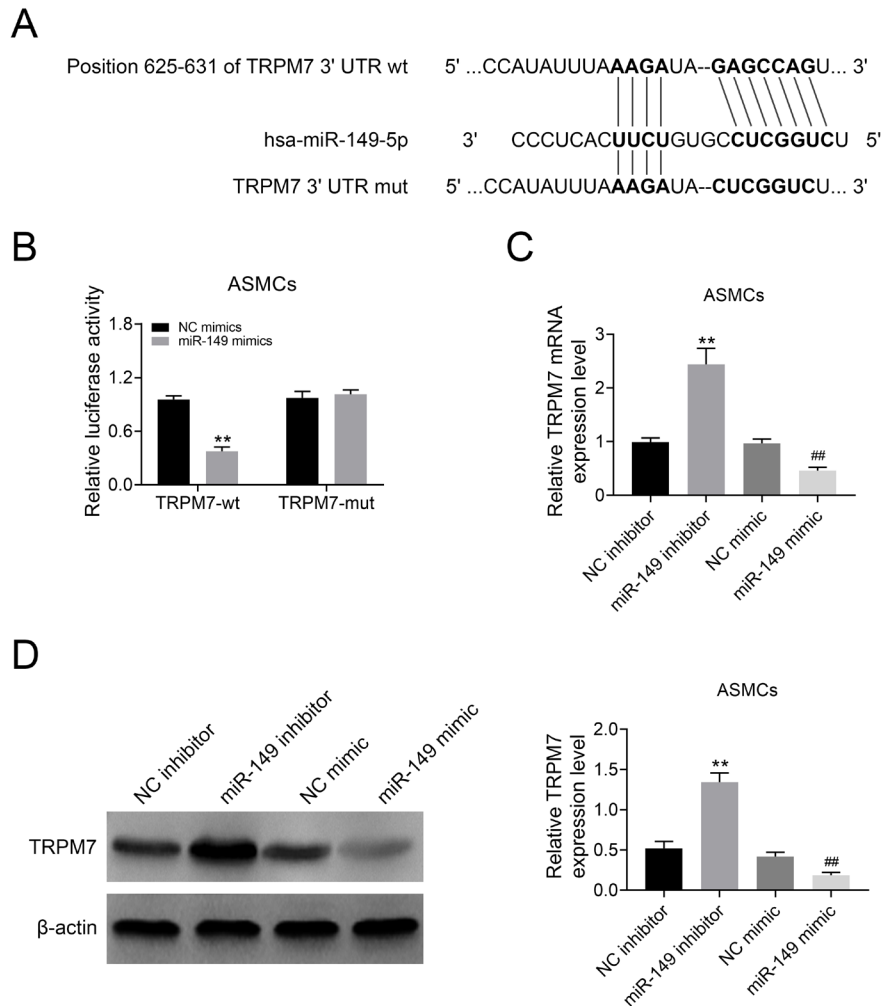 A
Position 625-631 of TRPM7 3' UTR wt 5' ...CCAUAUUUAAAGAUA--GAGCCAGU... 3'
hsa-miR-149-5p 3' CCCUCACUUCUGUGCCUCGGUCU 5'
TRPM7 3' UTR mut 5' ...CCAUAUUUAAAGAUA--CUCGGUCU... 3'
B
ASMCs
Relative luciferase activity
1.8
1.2
0.6
0.0
NC mimics
miR-149 mimics
**
TRPM7-wt TRPM7-mut
C
ASMCs
Relative TRPM7 mRNA
expression level
3
2
1
0
**
##
NC inhibitor
miR-149 inhibitor
NC mimic
miR-149 mimic
D
NC inhibitor
miR-149 inhibitor
NC mimic
miR-149 mimic
TRPM7
β-actin
ASMCs
Relative TRPM7
expression level
2.0
1.5
1.0
0.5
0.0
**
##
NC inhibitor
miR-149 inhibitor
NC mimic
miR-149 mimic